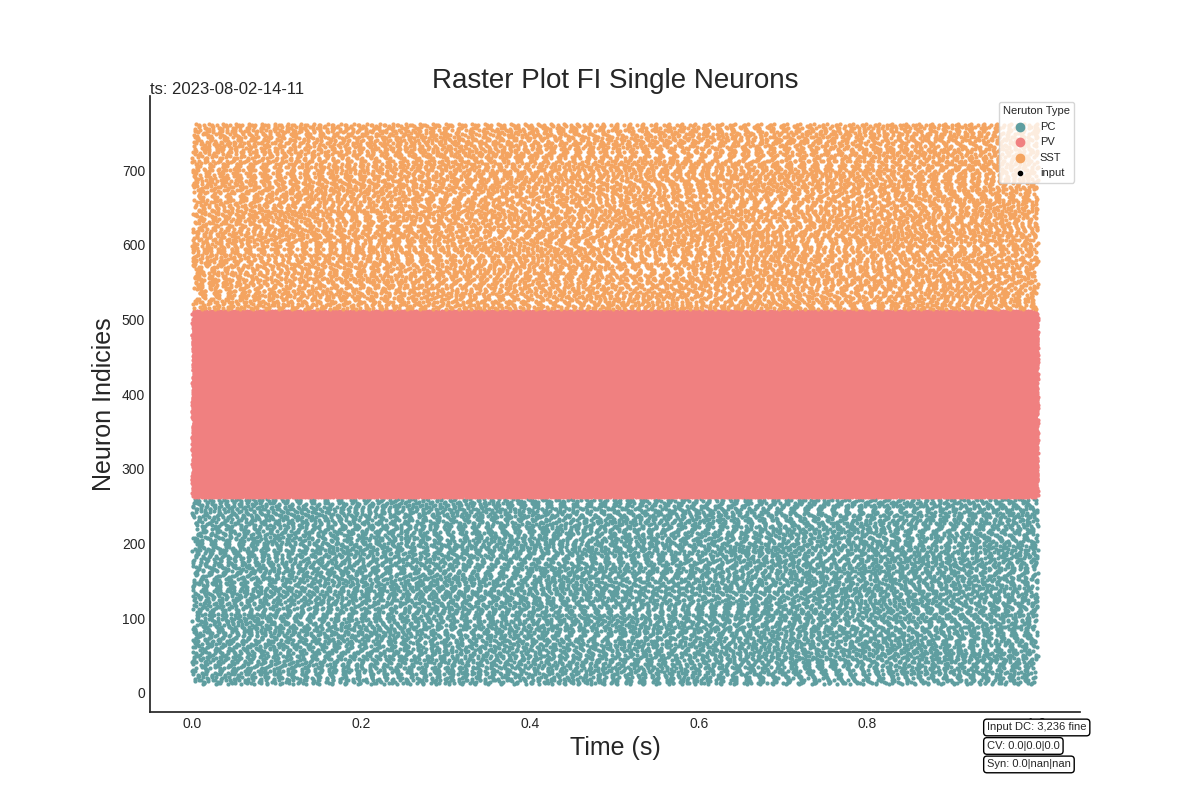 Raster Plot FI Single Neurons
ts: 2023-08-02-14-11
Neruton Type
PC
PV
SST
input
Neuron Indicies
700
600
500
400
300
200
100
0
0.0 0.2 0.4 0.6 0.8
Time (s)
Input DC: 3,236 fine
CV: 0.0|0.0|0.0
Syn: 0.0|nan|nan